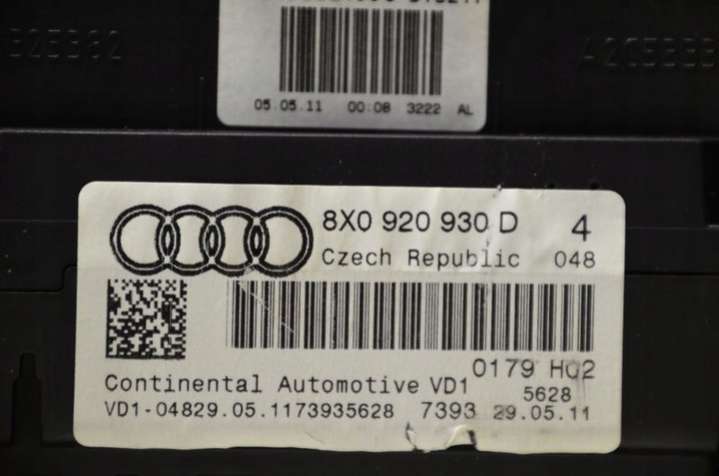 05.05.11 00:08 3222 AL
8X0 920 930 D 4
Czech Republic 048
0179 H02
Continental Automotive VD1 5628
VD1-04829.05.1173935628 7393 29.05.11